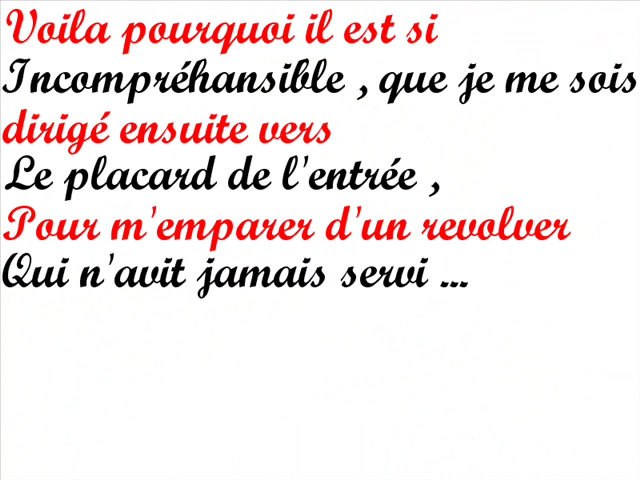 Voila pourquoi il est si
Incompréhansible , que je me sois
dirigé ensuite vers
Le placard de l'entrée ,
Pour m'emparer d'un revolver
Qui n'avit jamais servi ...